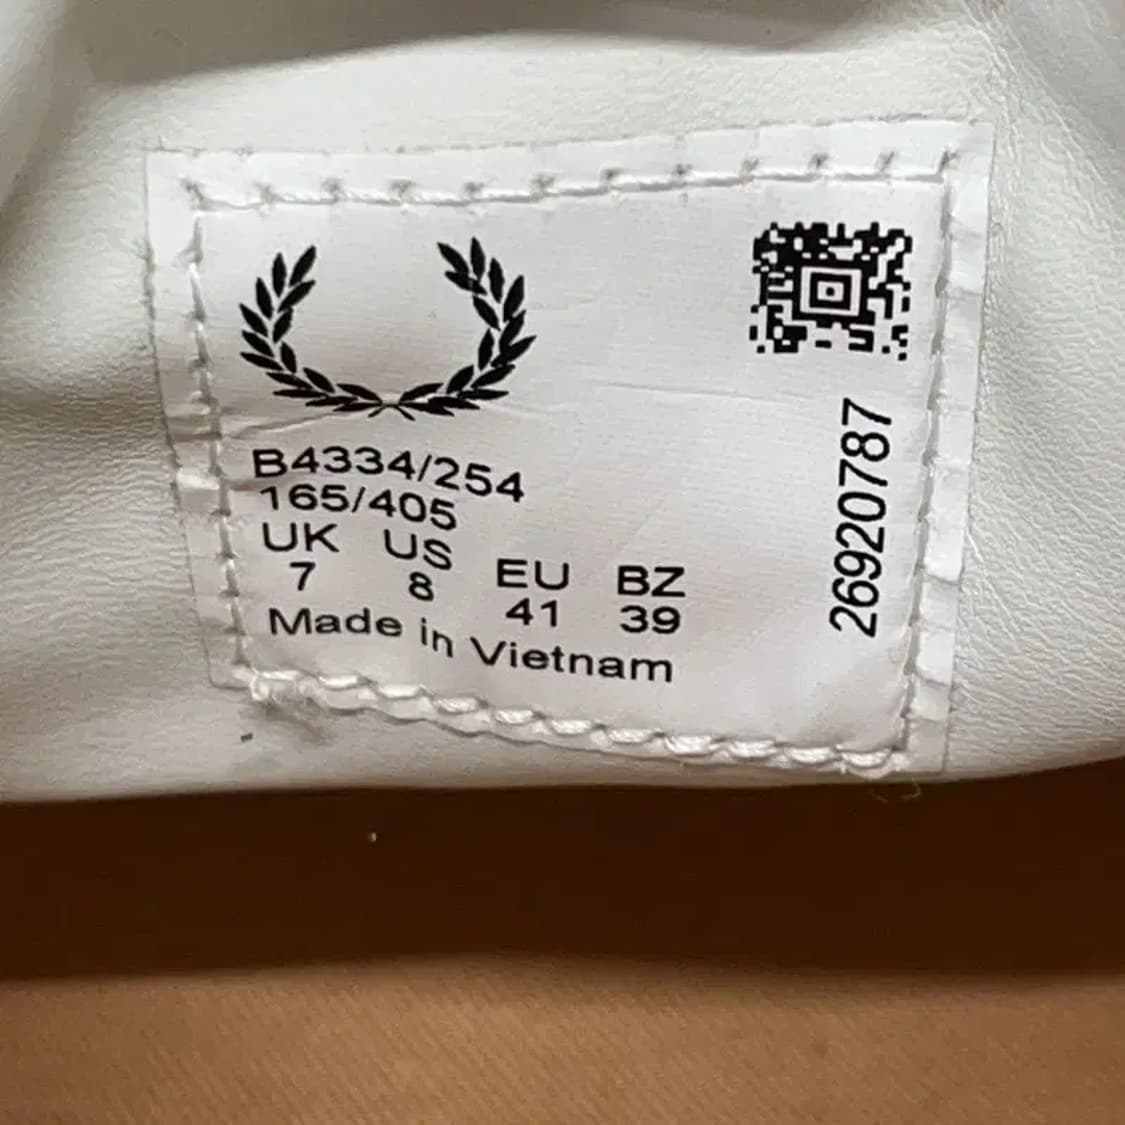 B4334/254
165/405
UK US EU BZ
7 8 41 39
Made in Vietnam
26920787